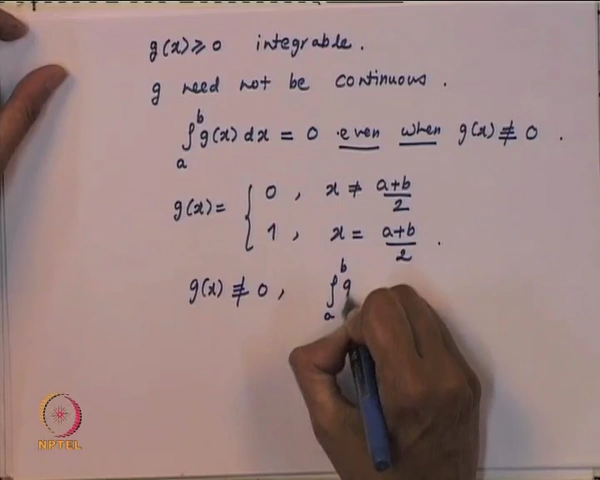 g(x) ≥ 0 integrable.
g need not be continuous.
∫_a^b g(x) dx = 0 even when g(x) ≢ 0.
g(x) = { 0, x ≠ (a+b)/2
1, x = (a+b)/2.
g(x) ≢ 0, ∫_a^b g
NPTEL